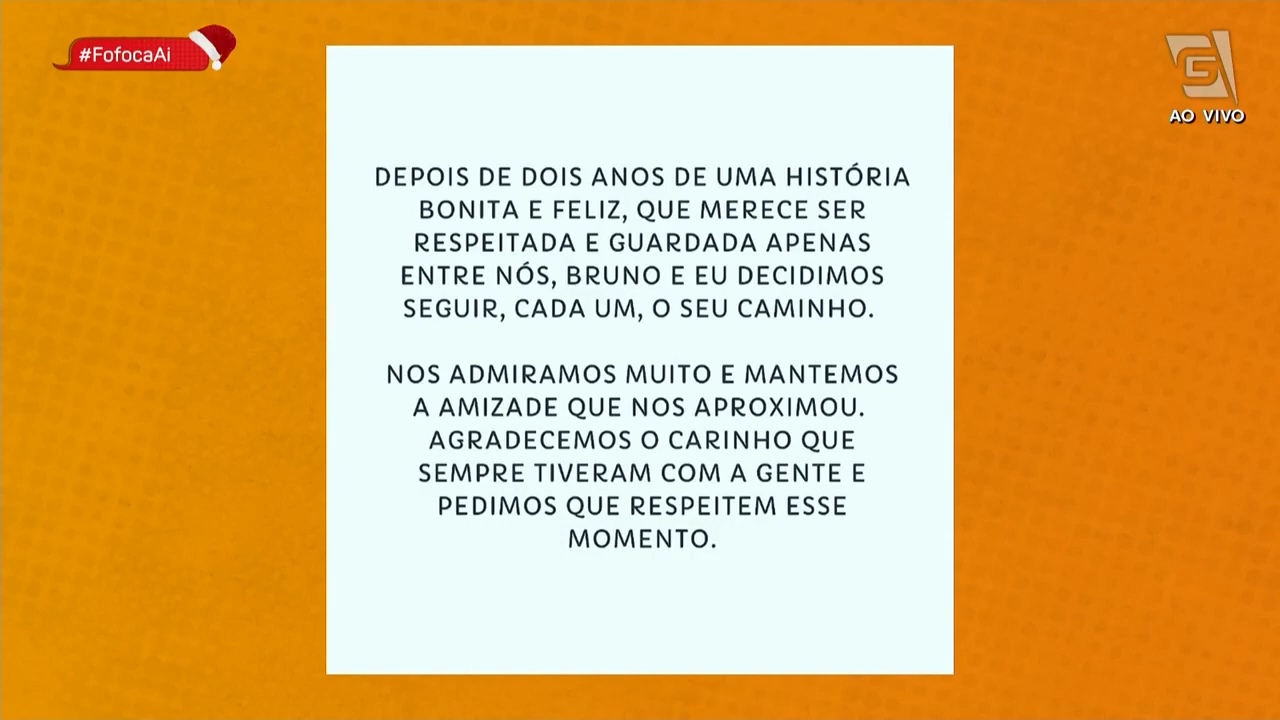 #FofocaAi
G
AO VIVO
DEPOIS DE DOIS ANOS DE UMA HISTÓRIA
BONITA E FELIZ, QUE MERECE SER
RESPEITADA E GUARDADA APENAS
ENTRE NÓS, BRUNO E EU DECIDIMOS
SEGUIR, CADA UM, O SEU CAMINHO.
NOS ADMIRAMOS MUITO E MANTEMOS
A AMIZADE QUE NOS APROXIMOU.
AGRADECEMOS O CARINHO QUE
SEMPRE TIVERAM COM A GENTE E
PEDIMOS QUE RESPEITEM ESSE
MOMENTO.